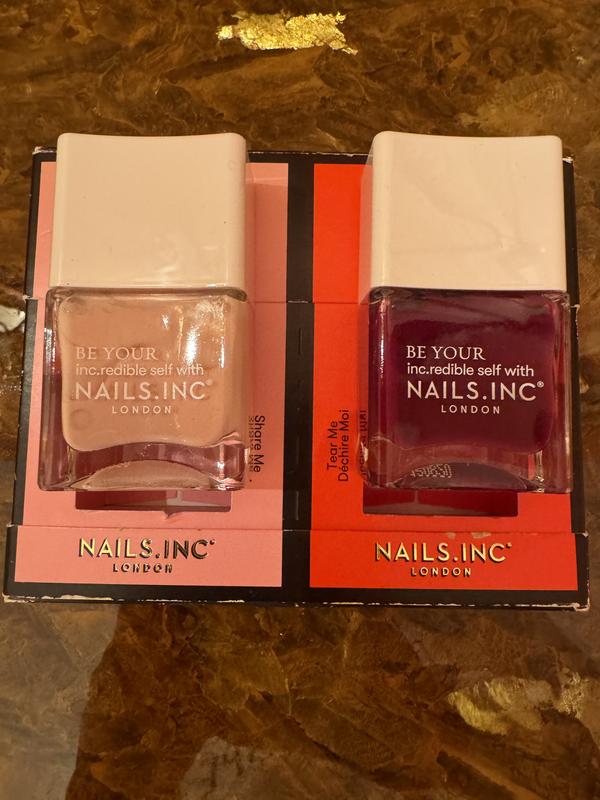 BE YOUR
inc.redible self with
NAILS.INC®
LONDON
Share Me
NAILS.INC®
LONDON
BE YOUR
inc.redible self with
NAILS.INC®
LONDON
Tear Me
Déchire Moi
NAILS.INC®
LONDON